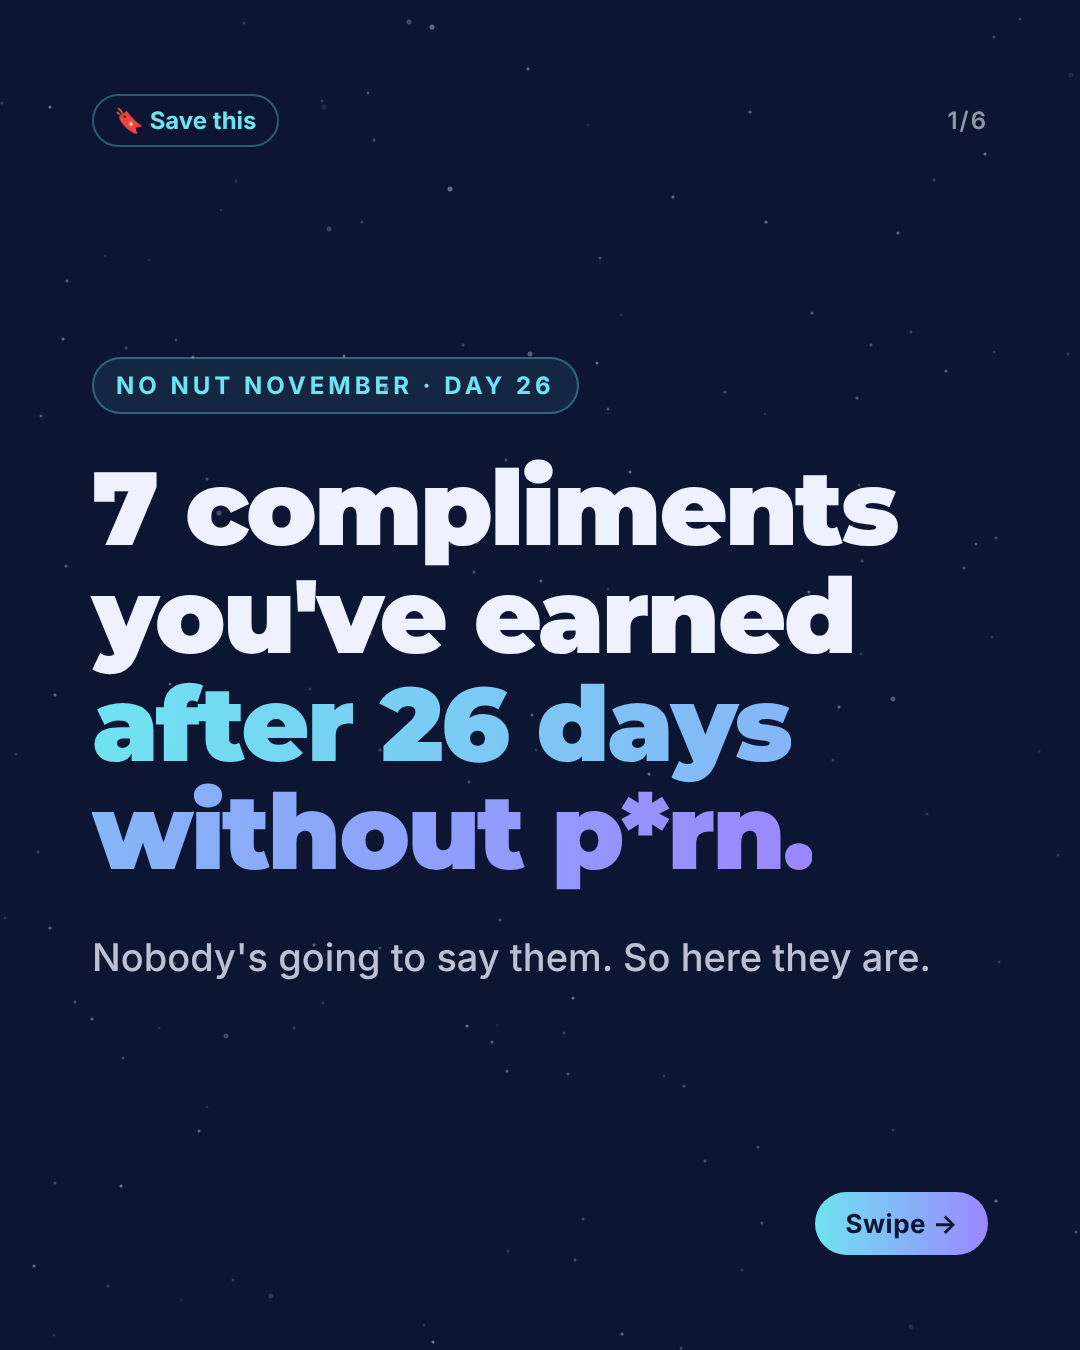 🔖 Save this
1/6
NO NUT NOVEMBER · DAY 26
7 compliments
you've earned
after 26 days
without p*rn.
Nobody's going to say them. So here they are.
Swipe →